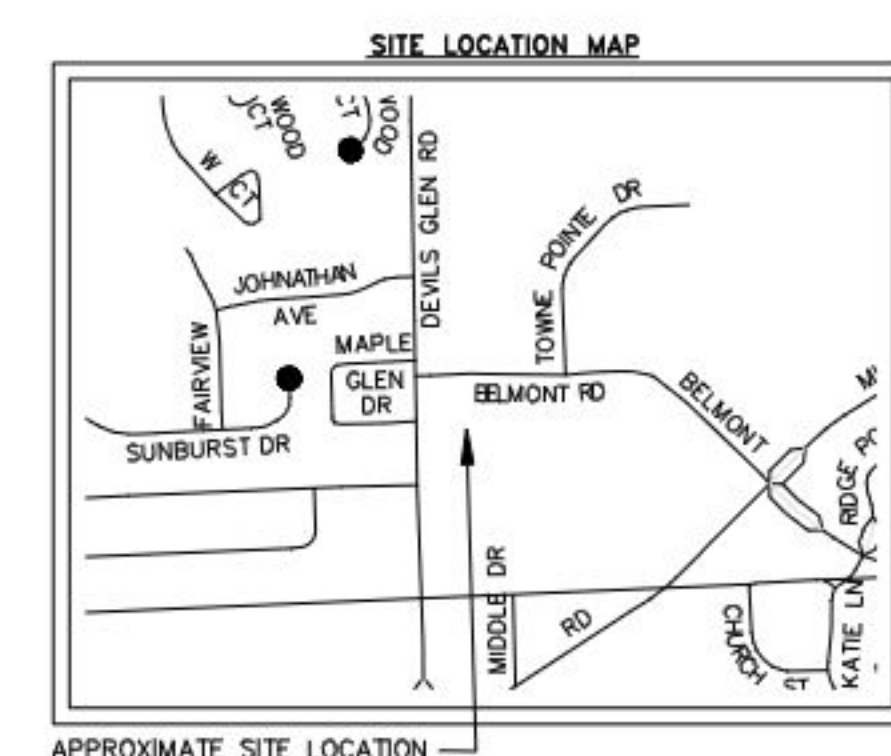 SITE LOCATION MAP
WOOD
CT
CT
W CT
DEVILS GLEN RD
TOWNE POINTE DR
JOHNATHAN
AVE
FAIRVIEW
MAPLE
GLEN
DR
BELMONT RD
BELMONT
SUNBURST DR
RIDGE
MIDDLE DR
RD
CHURCH
CT
KATIE LN
APPROXIMATE SITE LOCATION